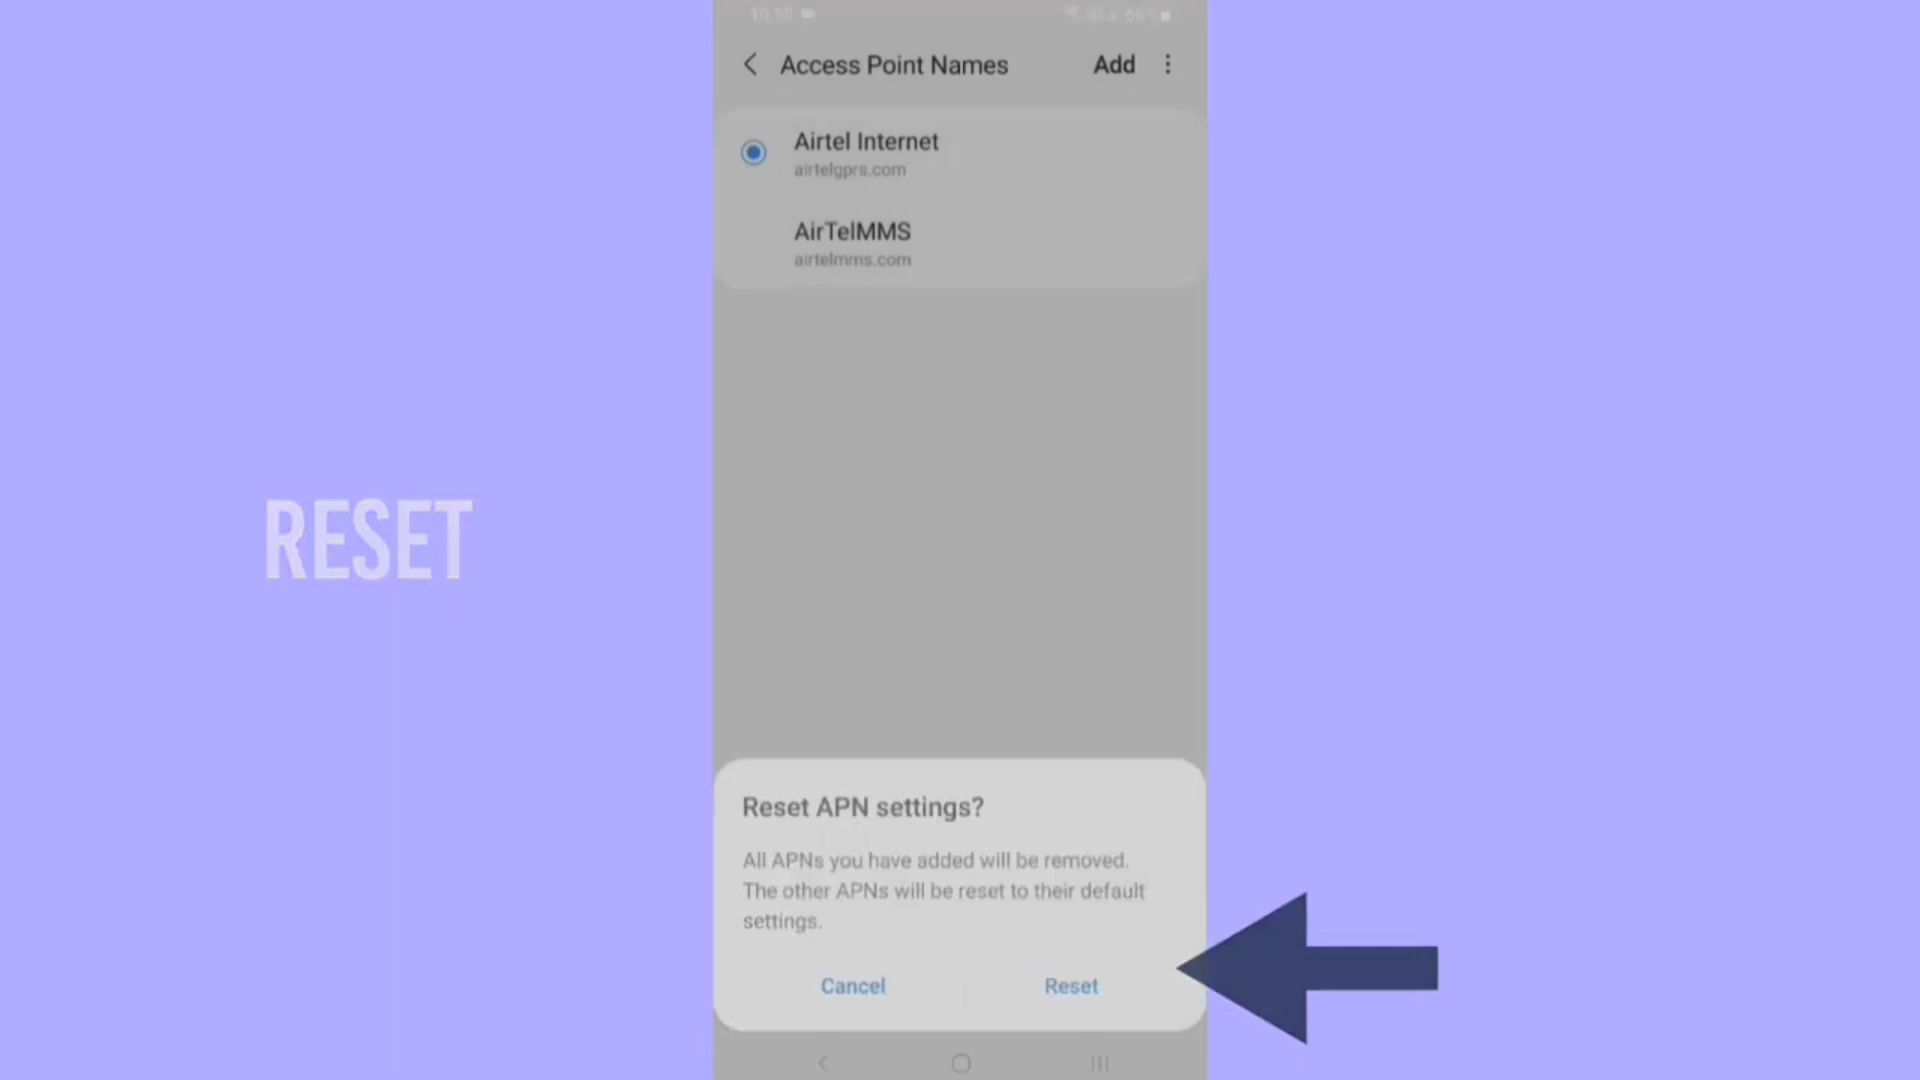 Access Point Names Add
Airtel Internet
airtelgprs.com
AirTelMMS
airtelmms.com
RESET
Reset APN settings?
All APNs you have added will be removed.
The other APNs will be reset to their default
settings.
Cancel Reset